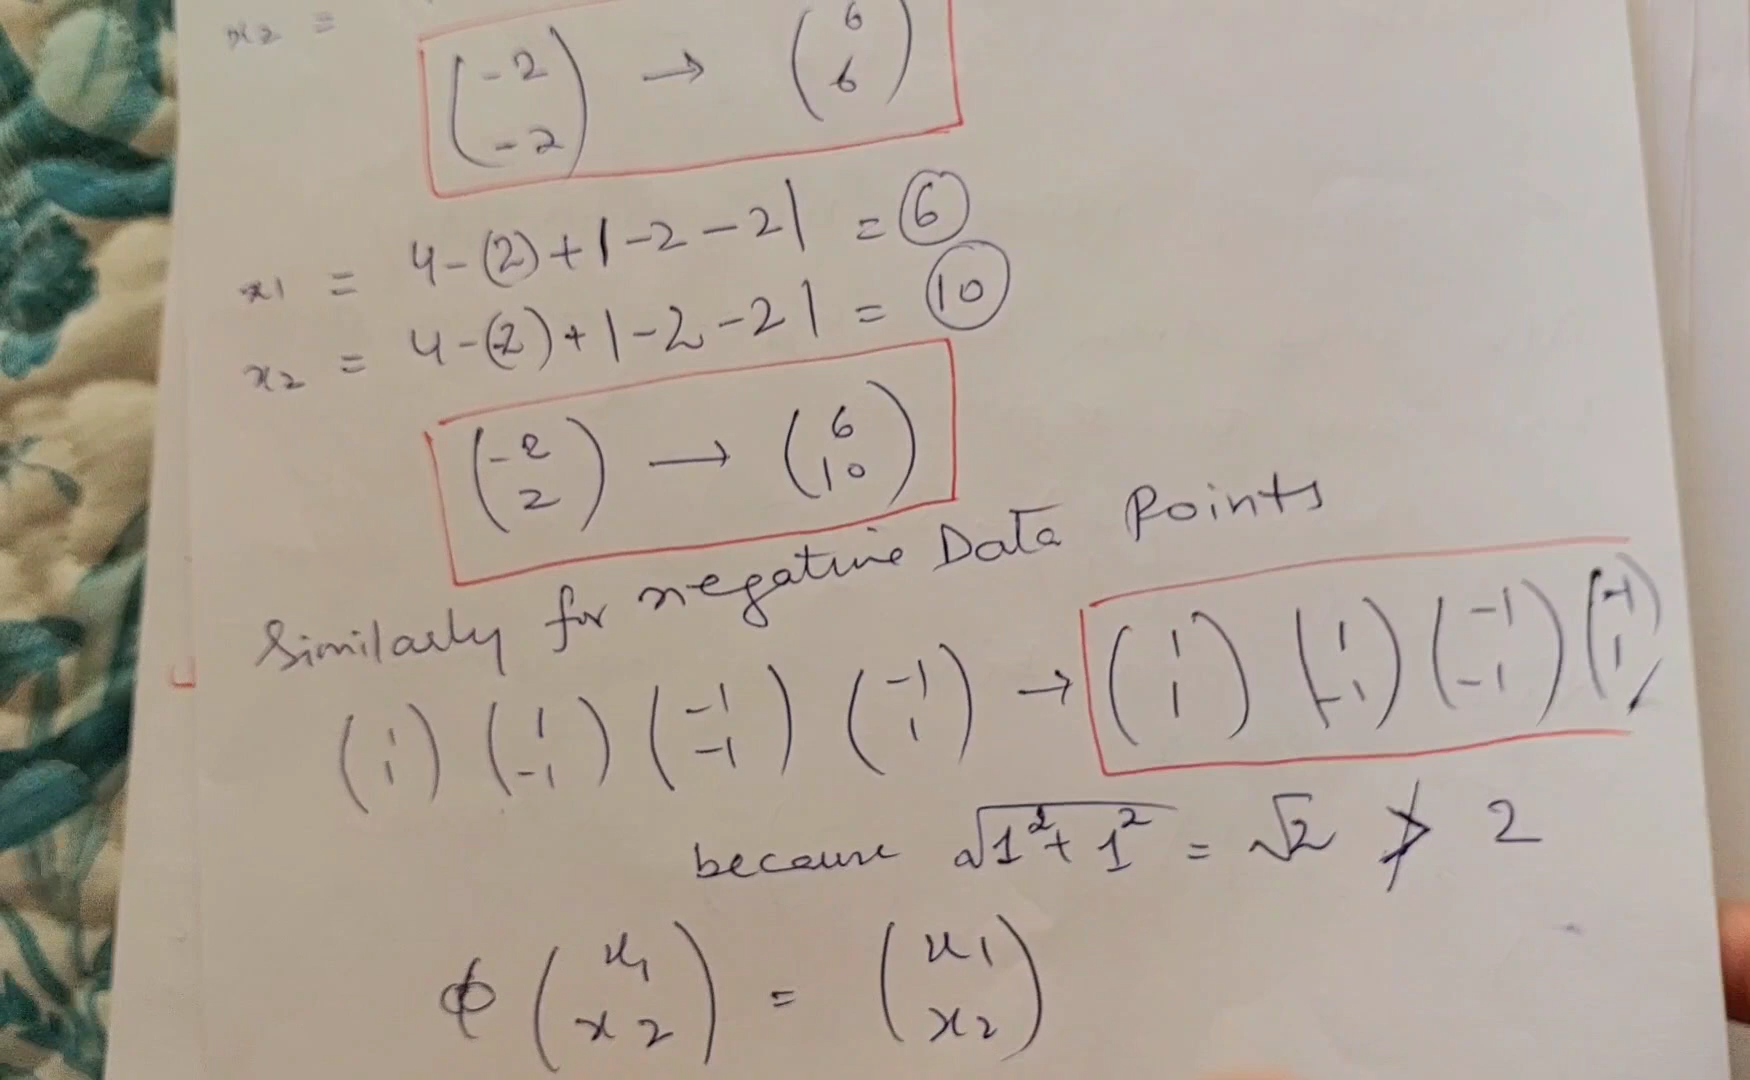 x2 =
(-2 -2) → (6 6)
x1 = 4-(2)+|-2-2| = 6
x2 = 4-(-2)+|-2-2| = 10
(-2 2) → (6 10)
Similarly for negative Data Points
(1 1) (1 -1) (-1 -1) (-1 1) → (1 1) (1 -1) (-1 -1) (-1 1)
because √1²+1² = √2 ≯ 2
ϕ (x1 x2) = (x1 x2)